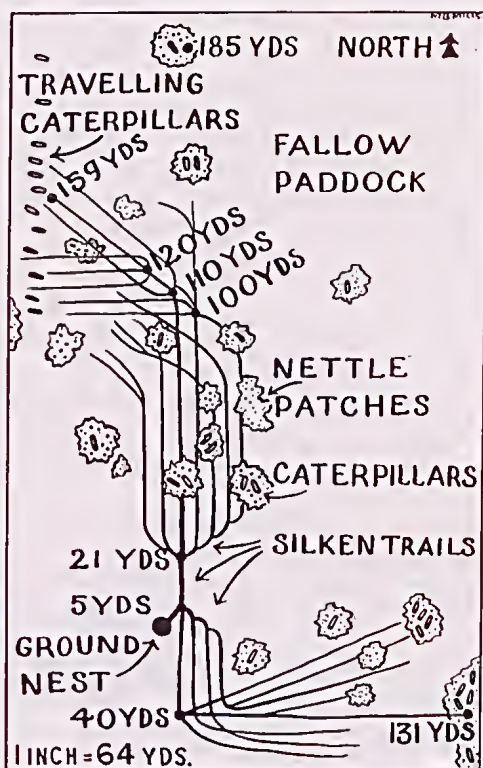 185 YDS NORTH
TRAVELLING
CATERPILLARS
159 YDS
FALLOW
PADDOCK
120 YDS
110 YDS
100 YDS
NETTLE
PATCHES
CATERPILLARS
21 YDS
SILKEN TRAILS
5 YDS
GROUND
NEST
40 YDS
131 YDS
1 INCH = 64 YDS.